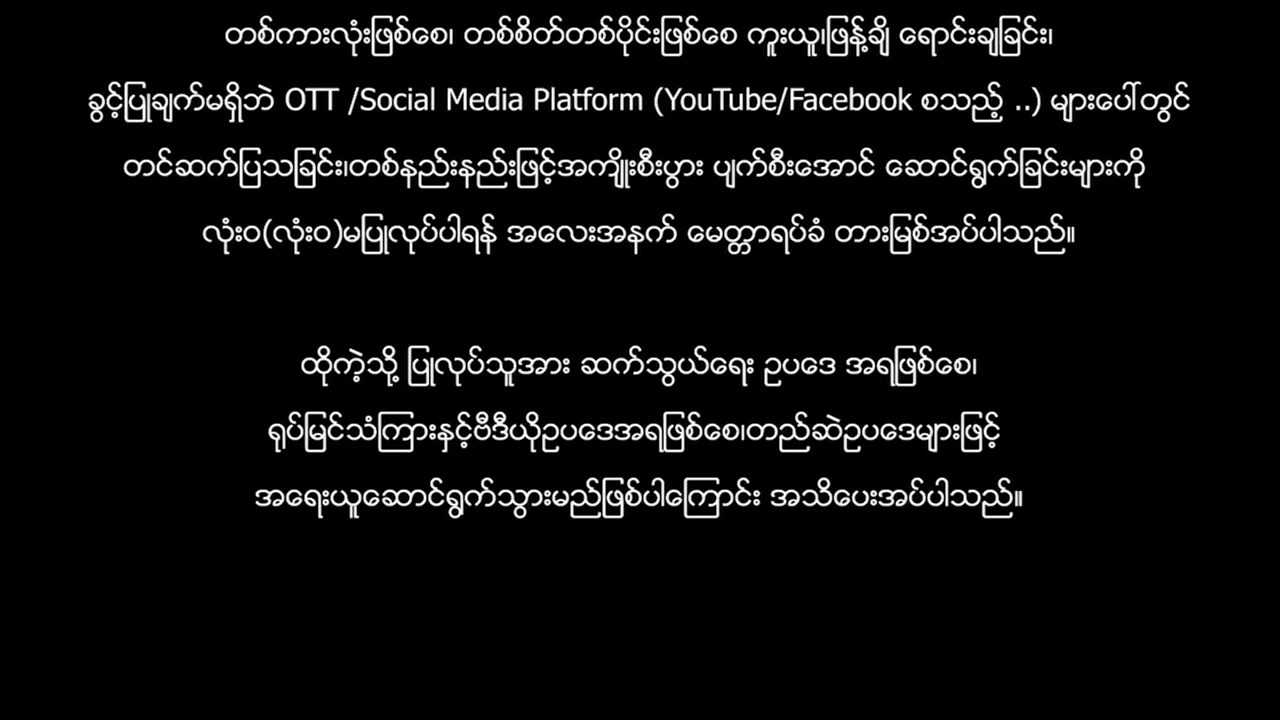 တစ်ကားလုံးဖြစ်စေ၊ တစ်စိတ်တစ်ပိုင်းဖြစ်စေ ကူးယူ၊ဖြန့်ချိ ရောင်းချခြင်း၊
ခွင့်ပြုချက်မရှိဘဲ OTT /Social Media Platform (YouTube/Facebook စသည့် ..) များပေါ်တွင်
တင်ဆက်ပြသခြင်း၊တစ်နည်းနည်းဖြင့်အကျိုးစီးပွား ပျက်စီးအောင် ဆောင်ရွက်ခြင်းများကို
လုံးဝ(လုံးဝ)မပြုလုပ်ပါရန် အလေးအနက် မေတ္တာရပ်ခံ တားမြစ်အပ်ပါသည်။
ထိုကဲ့သို့ ပြုလုပ်သူအား ဆက်သွယ်ရေး ဥပဒေ အရဖြစ်စေ၊
ရုပ်မြင်သံကြားနှင့်ဗီဒီယိုဥပဒေအရဖြစ်စေ၊တည်ဆဲဥပဒေများဖြင့်
အရေးယူဆောင်ရွက်သွားမည်ဖြစ်ပါကြောင်း အသိပေးအပ်ပါသည်။